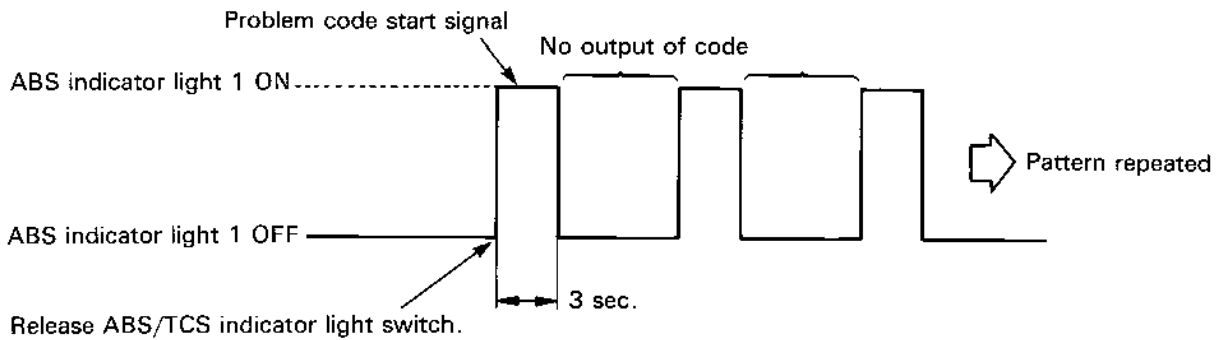 Problem code start signal
No output of code
ABS indicator light 1 ON
Pattern repeated
ABS indicator light 1 OFF
3 sec.
Release ABS/TCS indicator light switch.